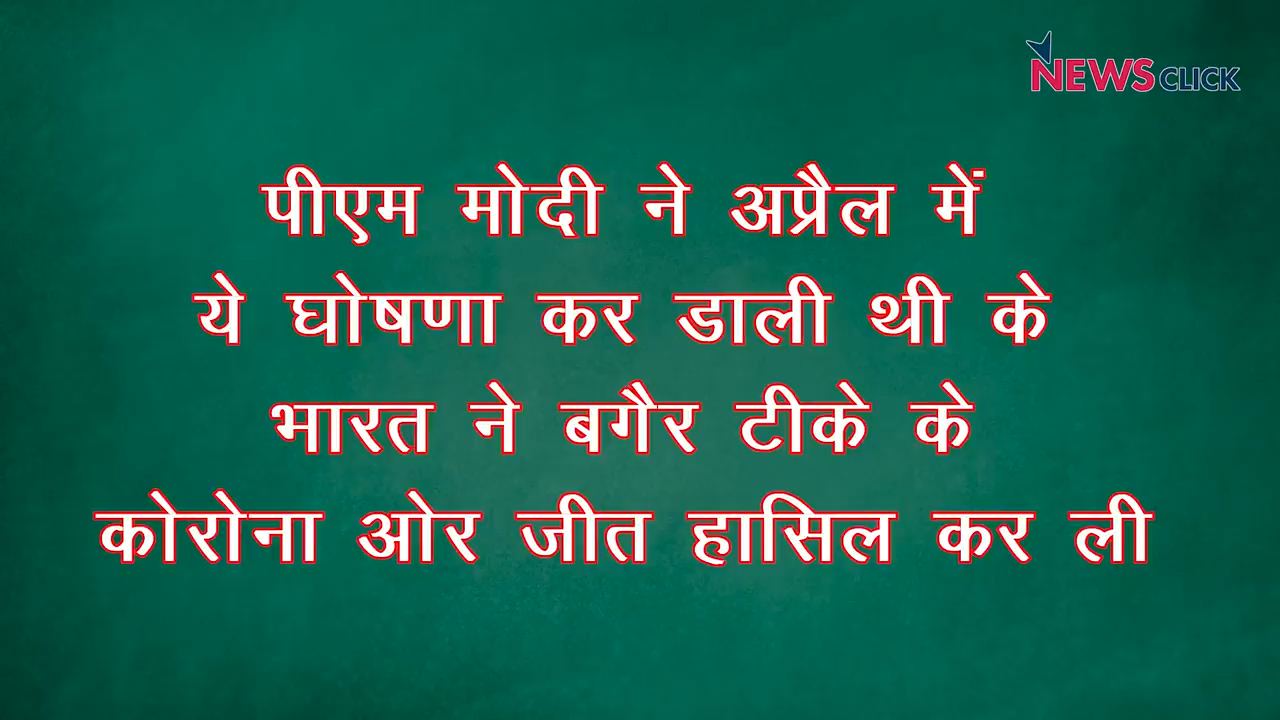 NEWSCLICK
पीएम मोदी ने अप्रैल में
ये घोषणा कर डाली थी के
भारत ने बगैर टीके के
कोरोना ओर जीत हासिल कर ली